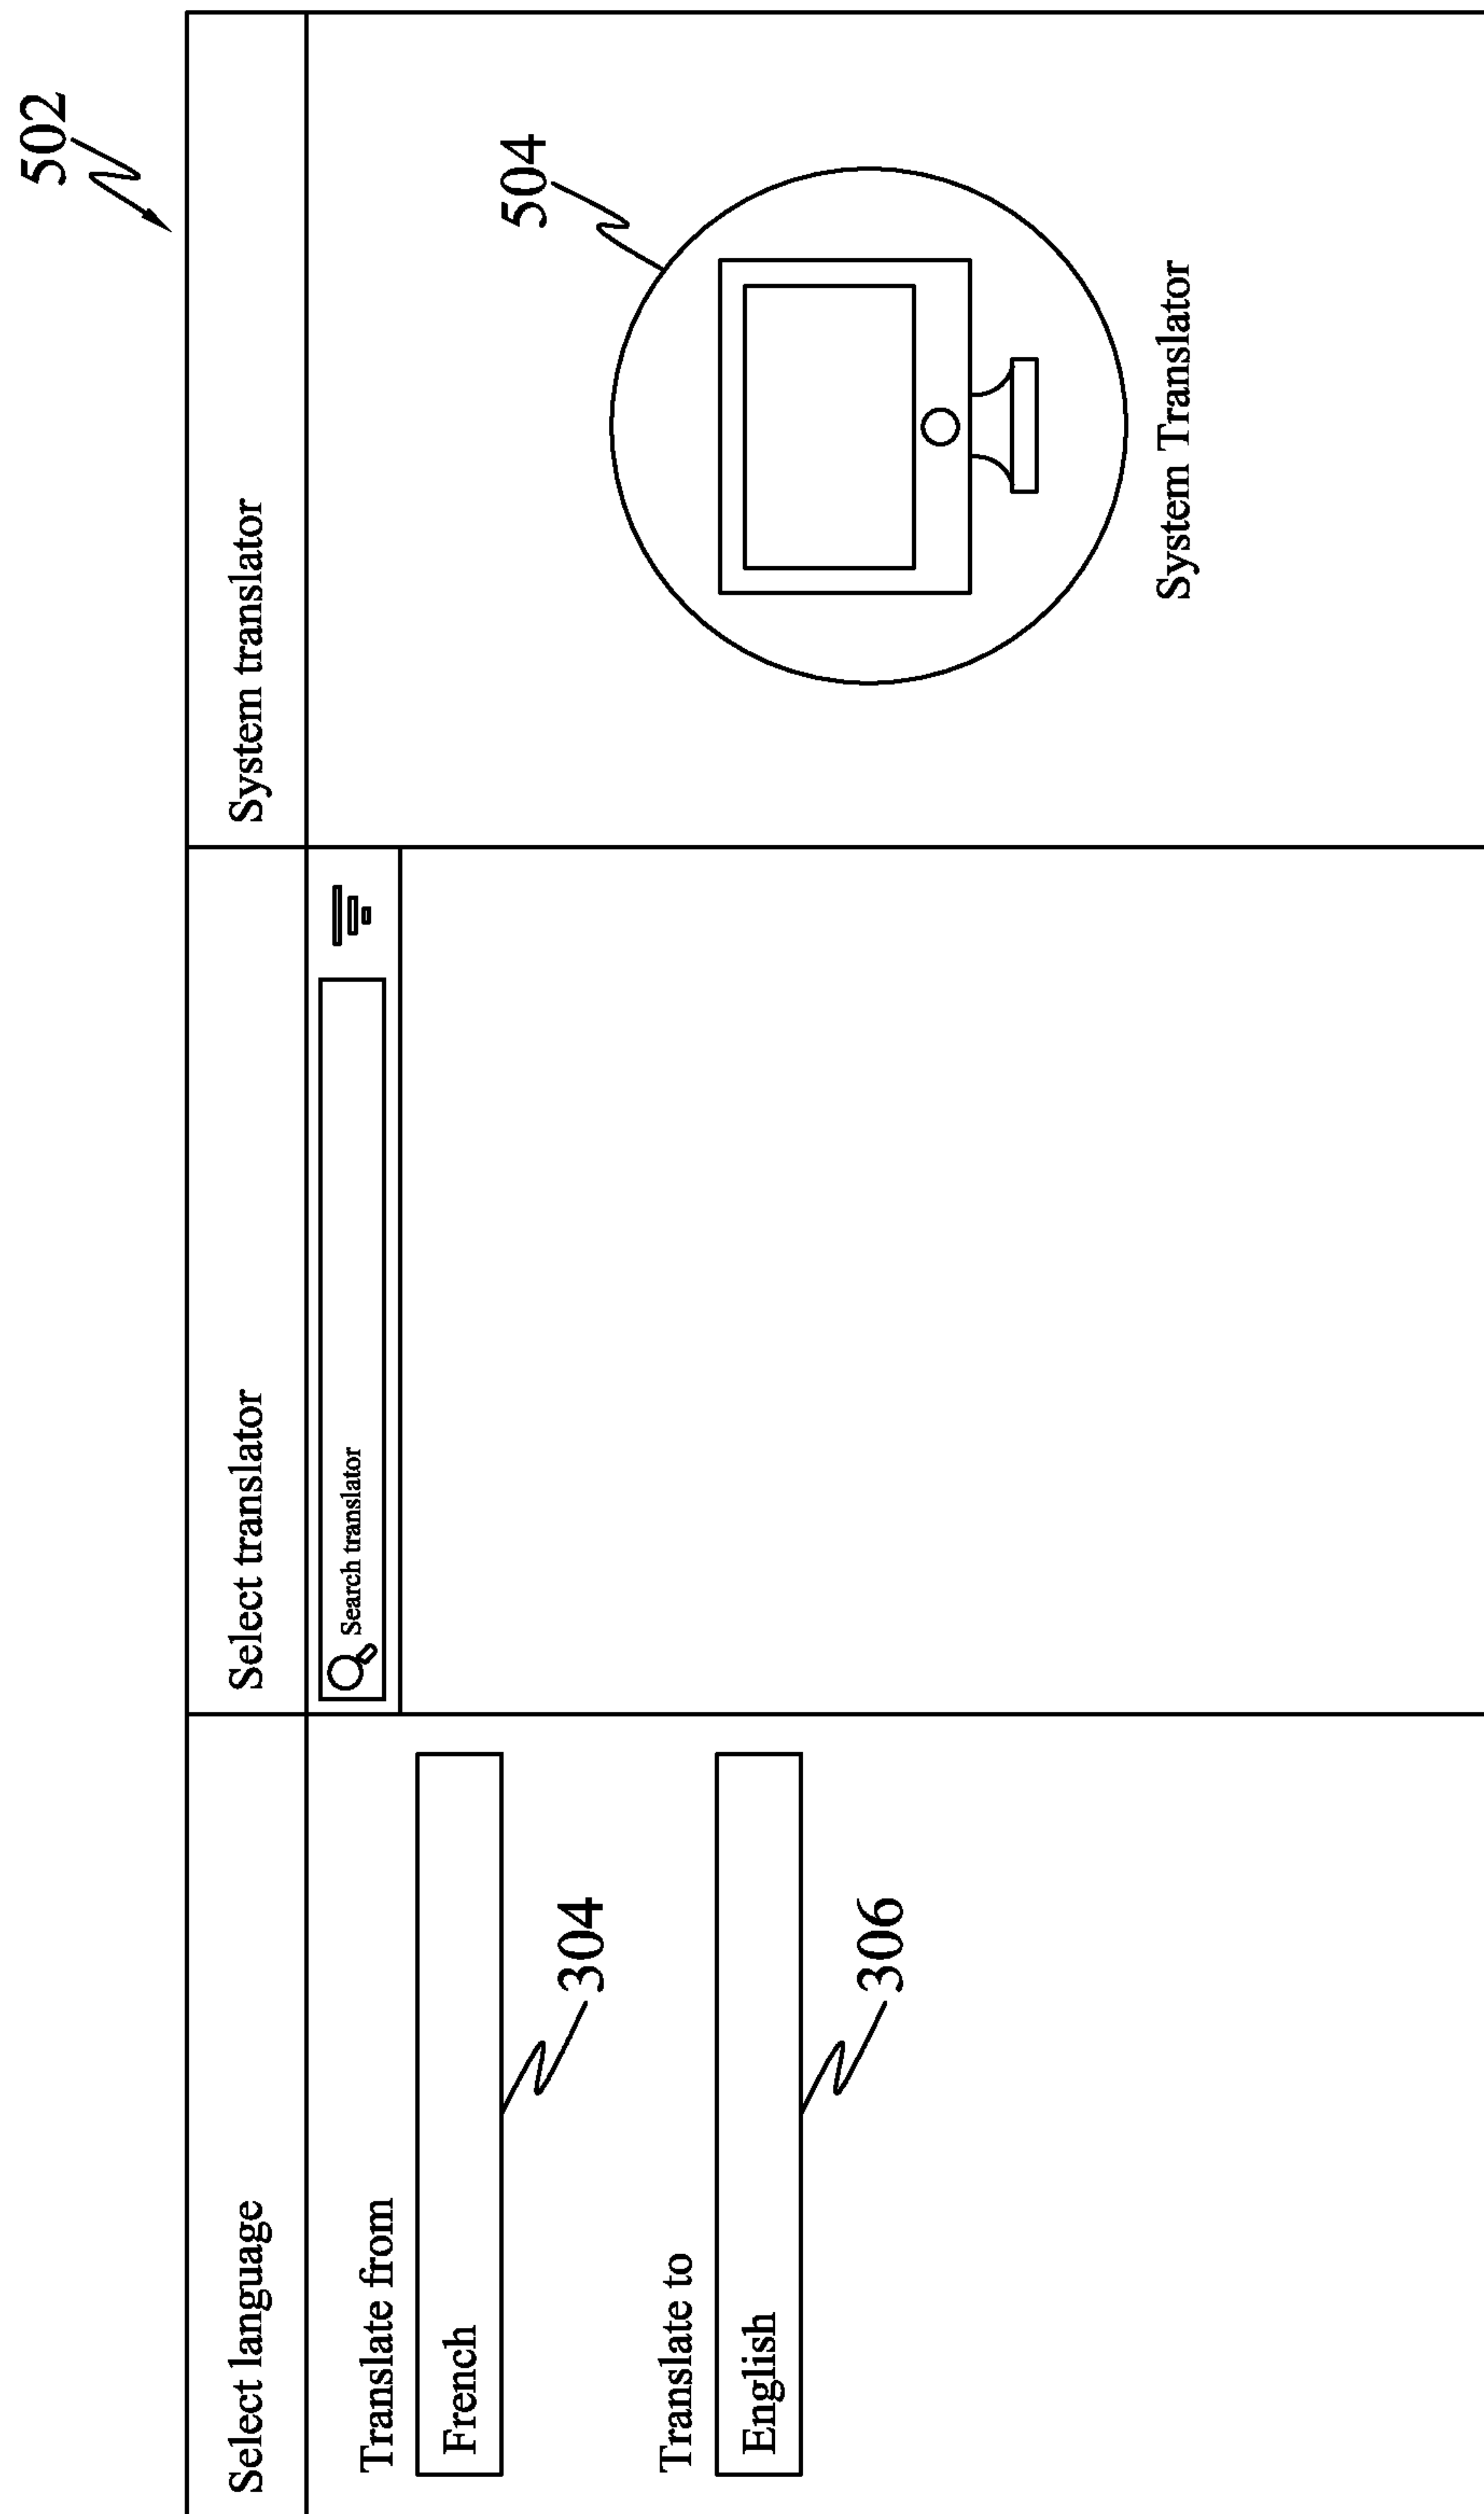 502
Select language
Select translator
System translator
Search translator
Translate from
French
304
Translate to
English
306
504
System Translator